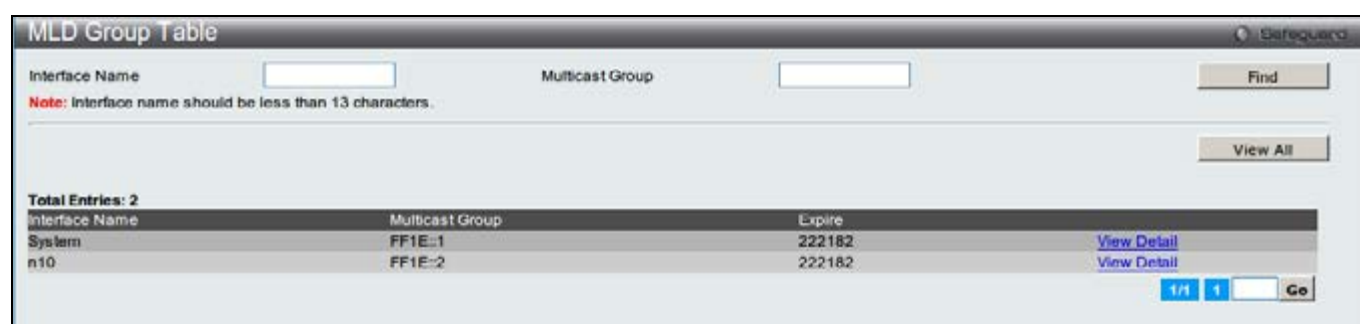 MLD Group Table
Safeguard
Interface Name Multicast Group Find
Note: Interface name should be less than 13 characters.
View All
Total Entries: 2
Interface Name Multicast Group Expire
System FF1E::1 222182 View Detail
n10 FF1E::2 222182 View Detail
1/1 1 Go